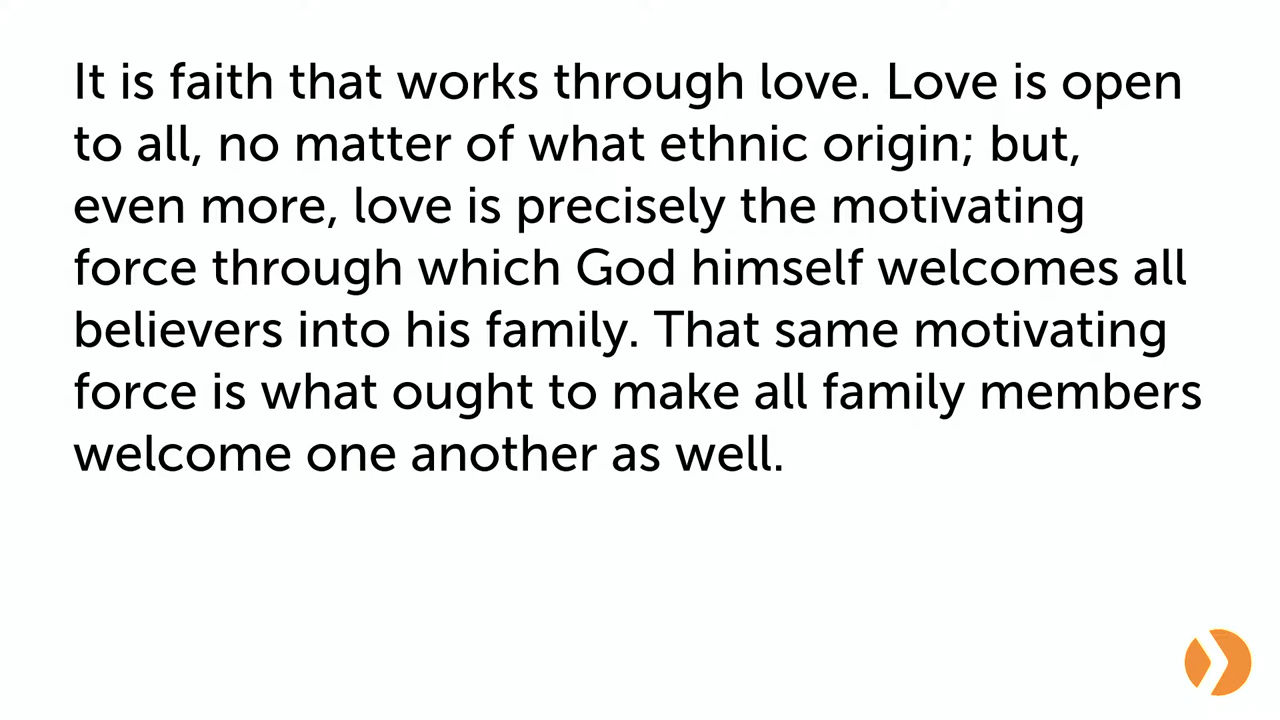 It is faith that works through love. Love is open
to all, no matter of what ethnic origin; but,
even more, love is precisely the motivating
force through which God himself welcomes all
believers into his family. That same motivating
force is what ought to make all family members
welcome one another as well.